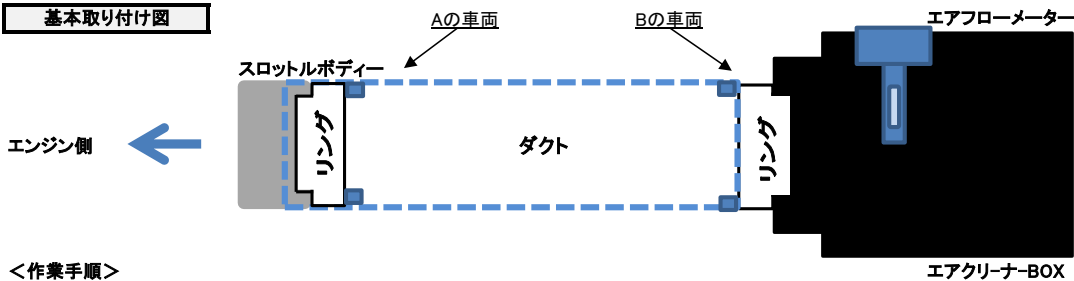 基本取り付け図
Aの車両
Bの車両
エアフローメーター
スロットルボディー
エンジン側
リング
ダクト
リング
＜作業手順＞
エアクリーナーBOX